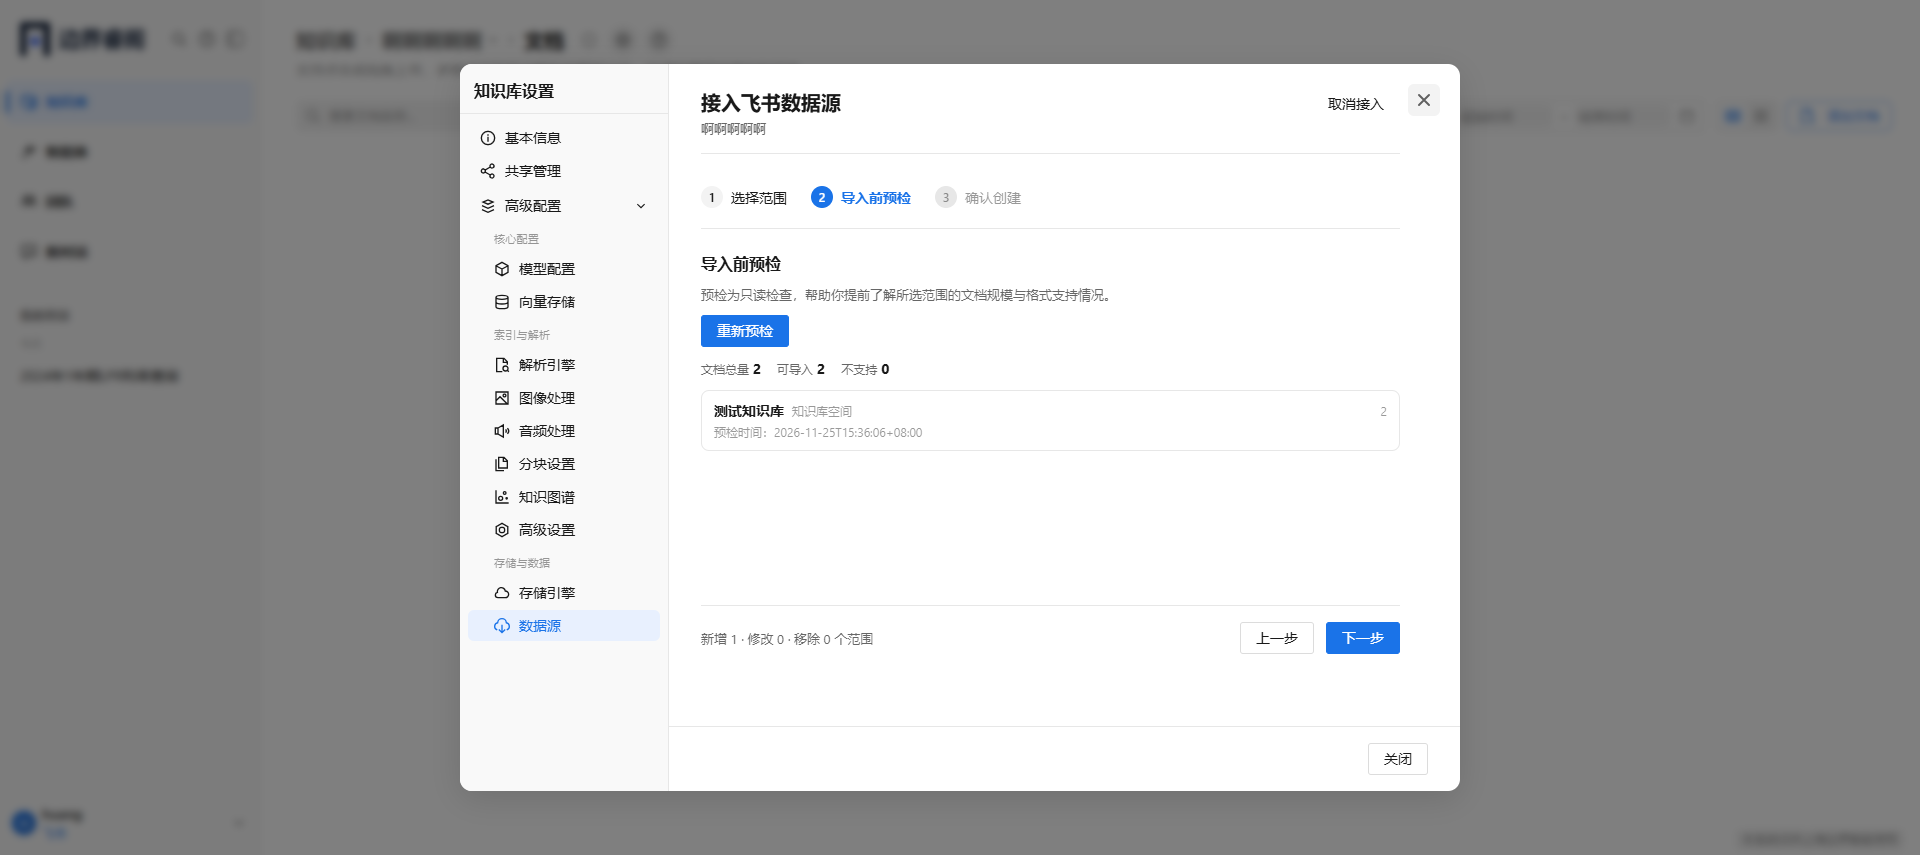 知识库设置
基本信息
共享管理
高级配置
核心配置
模型配置
向量存储
索引与解析
解析引擎
图像处理
音频处理
分块设置
知识图谱
高级设置
存储与数据
存储引擎
数据源
接入飞书数据源
取消接入
啊啊啊啊啊
1 选择范围 2 导入前预检 3 确认创建
导入前预检
预检为只读检查，帮助你提前了解所选范围的文档规模与格式支持情况。
重新预检
文档总量 2 可导入 2 不支持 0
测试知识库 知识库空间 2
预检时间：2026-11-25T15:36:06+08:00
新增 1 · 修改 0 · 移除 0 个范围
上一步 下一步
关闭